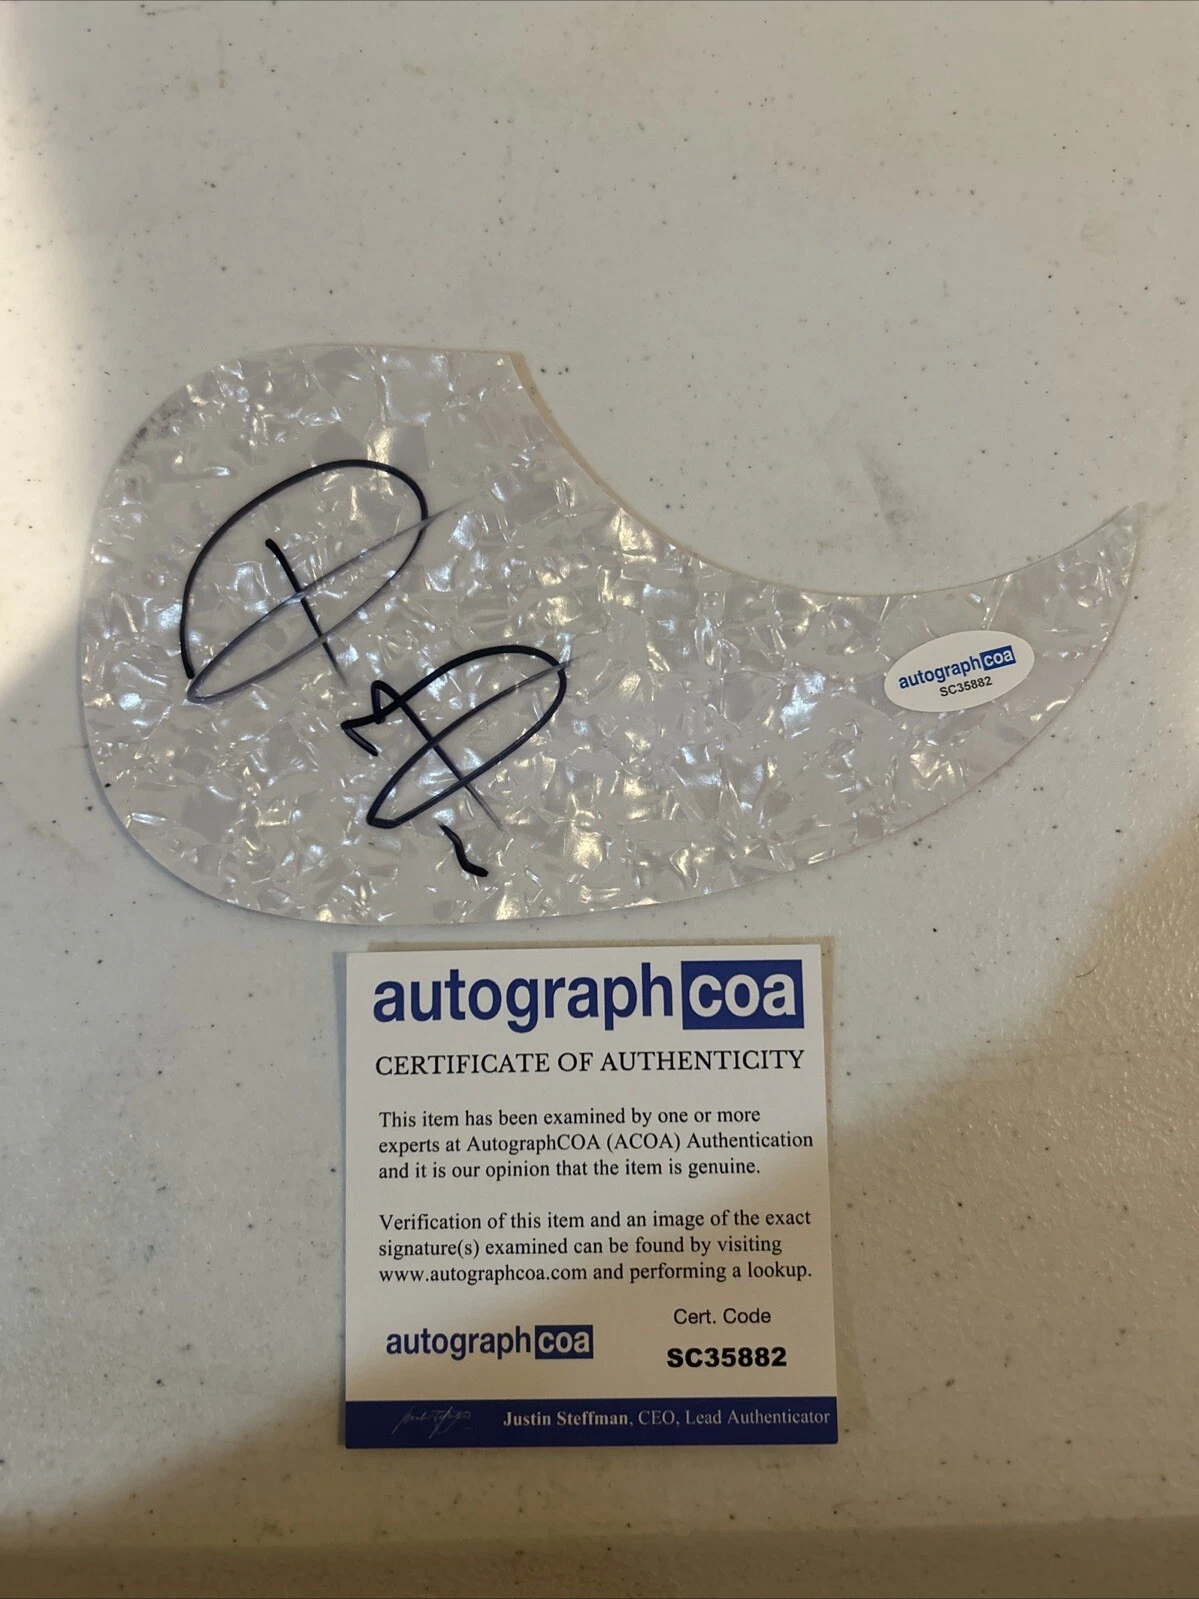 autographcoa
SC35882
autographcoa
CERTIFICATE OF AUTHENTICITY
This item has been examined by one or more
experts at AutographCOA (ACOA) Authentication
and it is our opinion that the item is genuine.
Verification of this item and an image of the exact
signature(s) examined can be found by visiting
www.autographcoa.com and performing a lookup.
Cert. Code
autographcoa
SC35882
Justin Steffman, CEO, Lead Authenticator